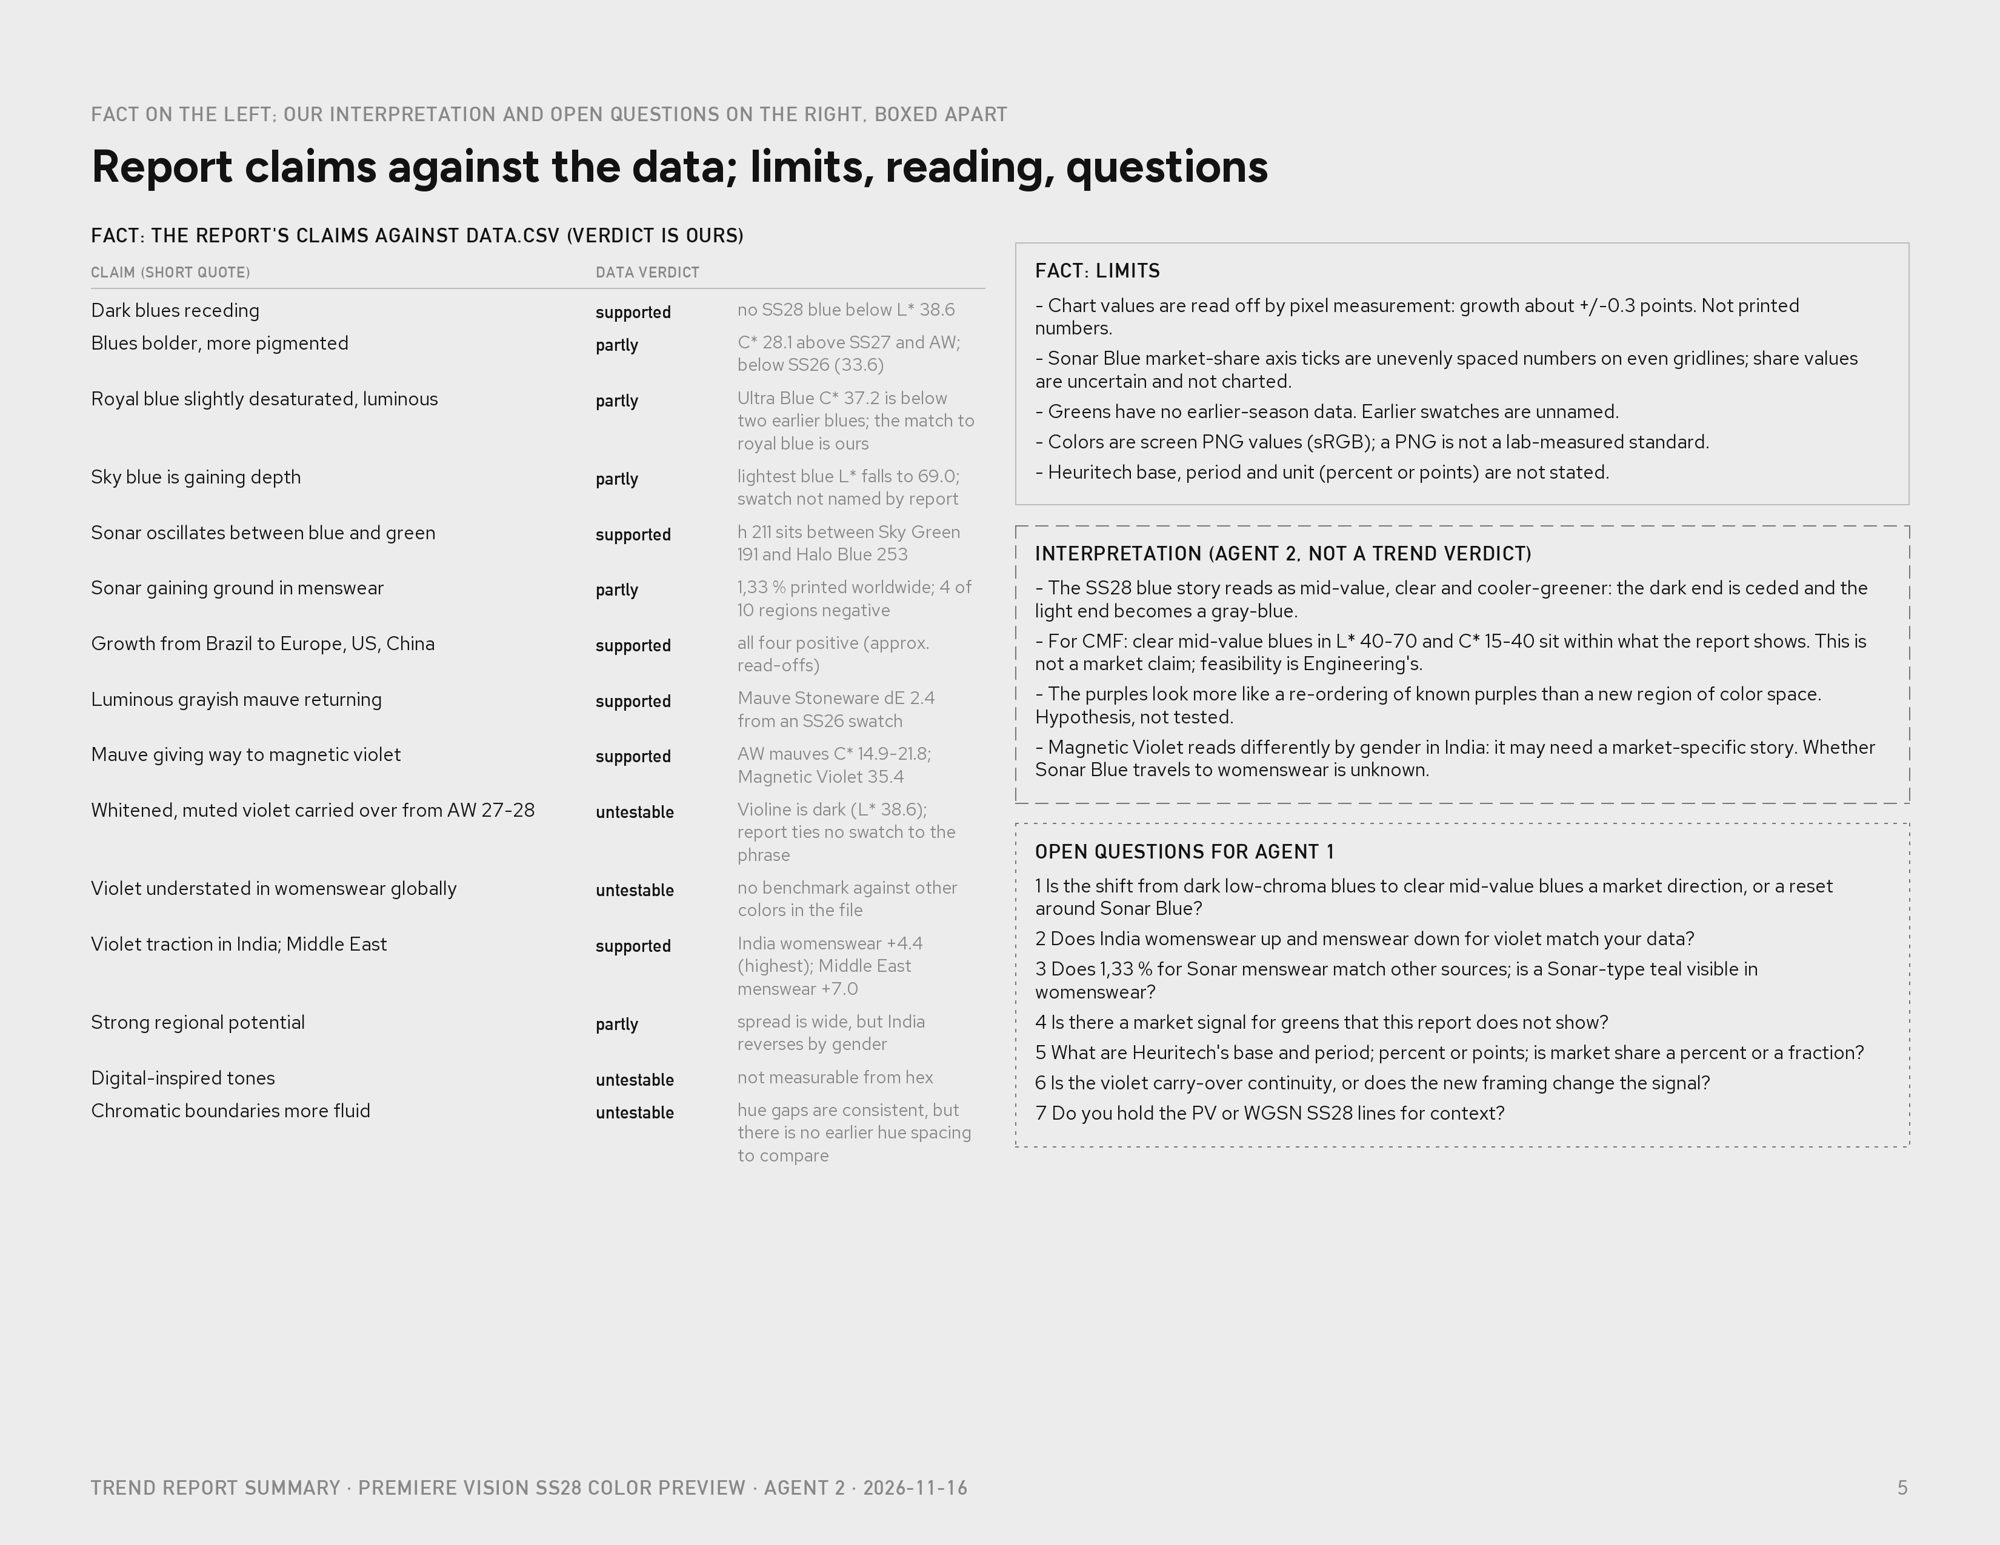 FACT ON THE LEFT; OUR INTERPRETATION AND OPEN QUESTIONS ON THE RIGHT, BOXED APART
Report claims against the data; limits, reading, questions
FACT: THE REPORT'S CLAIMS AGAINST DATA.CSV (VERDICT IS OURS)
CLAIM (SHORT QUOTE) DATA VERDICT
Dark blues receding supported no SS28 blue below L* 38.6
Blues bolder, more pigmented partly C* 28.1 above SS27 and AW;
below SS26 (33.6)
Royal blue slightly desaturated, luminous partly Ultra Blue C* 37.2 is below
two earlier blues; the match to
royal blue is ours
Sky blue is gaining depth partly lightest blue L* falls to 69.0;
swatch not named by report
Sonar oscillates between blue and green supported h 211 sits between Sky Green
191 and Halo Blue 253
Sonar gaining ground in menswear partly 1,33 % printed worldwide; 4 of
10 regions negative
Growth from Brazil to Europe, US, China supported all four positive (approx.
read-offs)
Luminous grayish mauve returning supported Mauve Stoneware dE 2.4
from an SS26 swatch
Mauve giving way to magnetic violet supported AW mauves C* 14.9-21.8;
Magnetic Violet 35.4
Whitened, muted violet carried over from AW 27-28 untestable Violine is dark (L* 38.6);
report ties no swatch to the
phrase
Violet understated in womenswear globally untestable no benchmark against other
colors in the file
Violet traction in India; Middle East supported India womenswear +4.4
(highest); Middle East
menswear +7.0
Strong regional potential partly spread is wide, but India
reverses by gender
Digital-inspired tones untestable not measurable from hex
Chromatic boundaries more fluid untestable hue gaps are consistent, but
there is no earlier hue spacing
to compare
FACT: LIMITS
- Chart values are read off by pixel measurement: growth about +/-0.3 points. Not printed
numbers.
- Sonar Blue market-share axis ticks are unevenly spaced numbers on even gridlines; share values
are uncertain and not charted.
- Greens have no earlier-season data. Earlier swatches are unnamed.
- Colors are screen PNG values (sRGB); a PNG is not a lab-measured standard.
- Heuritech base, period and unit (percent or points) are not stated.
INTERPRETATION (AGENT 2, NOT A TREND VERDICT)
- The SS28 blue story reads as mid-value, clear and cooler-greener: the dark end is ceded and the
light end becomes a gray-blue.
- For CMF: clear mid-value blues in L* 40-70 and C* 15-40 sit within what the report shows. This is
not a market claim; feasibility is Engineering's.
- The purples look more like a re-ordering of known purples than a new region of color space.
Hypothesis, not tested.
- Magnetic Violet reads differently by gender in India: it may need a market-specific story. Whether
Sonar Blue travels to womenswear is unknown.
OPEN QUESTIONS FOR AGENT 1
1 Is the shift from dark low-chroma blues to clear mid-value blues a market direction, or a reset
around Sonar Blue?
2 Does India womenswear up and menswear down for violet match your data?
3 Does 1,33 % for Sonar menswear match other sources; is a Sonar-type teal visible in
womenswear?
4 Is there a market signal for greens that this report does not show?
5 What are Heuritech's base and period; percent or points; is market share a percent or a fraction?
6 Is the violet carry-over continuity, or does the new framing change the signal?
7 Do you hold the PV or WGSN SS28 lines for context?
TREND REPORT SUMMARY · PREMIERE VISION SS28 COLOR PREVIEW · AGENT 2 · 2026-11-16 5